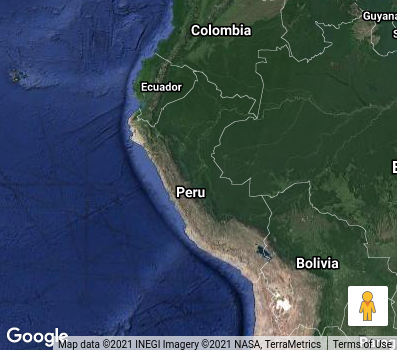 Colombia
Guyana
S
Ecuador
Peru
Bolivia
Google
Map data ©2021 INEGI Imagery ©2021 NASA, TerraMetrics
Terms of Use